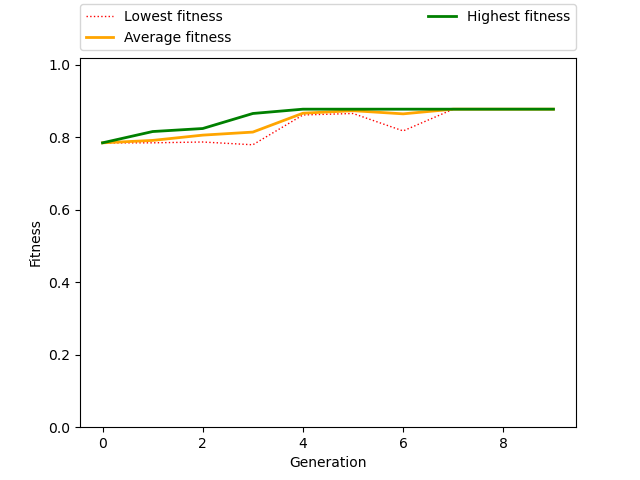 Lowest fitness
Average fitness
Highest fitness
1.0
0.8
0.6
0.4
0.2
0.0
Fitness
0 2 4 6 8
Generation